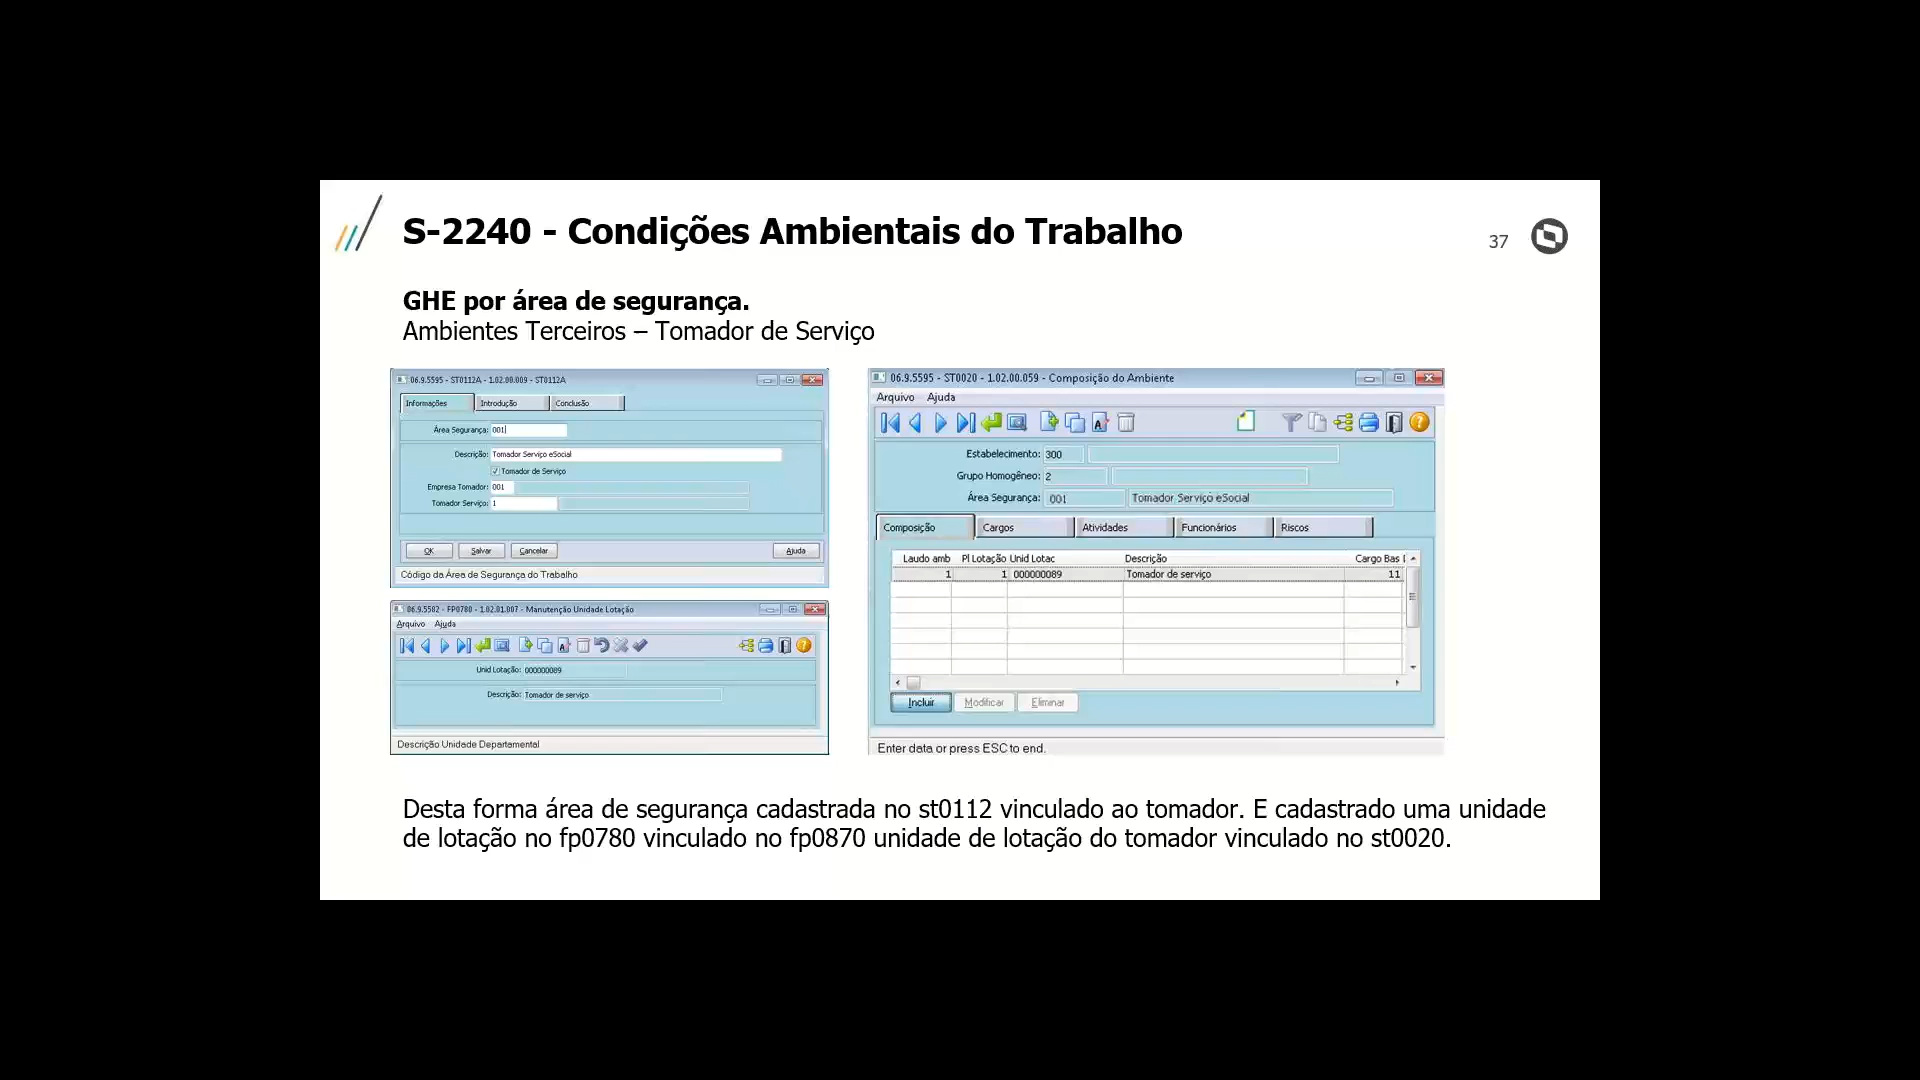 S-2240 - Condições Ambientais do Trabalho
37
GHE por área de segurança.
Ambientes Terceiros – Tomador de Serviço
06.9.5595 - ST0112A - 1.02.00.009 - ST0112A
Informações Introdução Conclusão
Área Segurança: 001
Descrição: Tomador Serviço eSocial
Tomador de Serviço
Empresa Tomador: 001
Tomador Serviço: 1
OK Salvar Cancelar Ajuda
Código da Área de Segurança do Trabalho
06.9.5582 - FP0780 - 1.02.01.007 - Manutenção Unidade Lotação
Arquivo Ajuda
Unid Lotação: 000000089
Descrição: Tomador de serviço
Descrição Unidade Departamental
06.9.5595 - ST0020 - 1.02.00.059 - Composição do Ambiente
Arquivo Ajuda
Estabelecimento: 300
Grupo Homogêneo: 2
Área Segurança: 001 Tomador Serviço eSocial
Composição Cargos Atividades Funcionários Riscos
Laudo amb Pl Lotação Unid Lotac Descrição Cargo Bas
1 1 000000089 Tomador de serviço 11
Incluir Modificar Eliminar
Enter data or press ESC to end.
Desta forma área de segurança cadastrada no st0112 vinculado ao tomador. E cadastrado uma unidade
de lotação no fp0780 vinculado no fp0870 unidade de lotação do tomador vinculado no st0020.